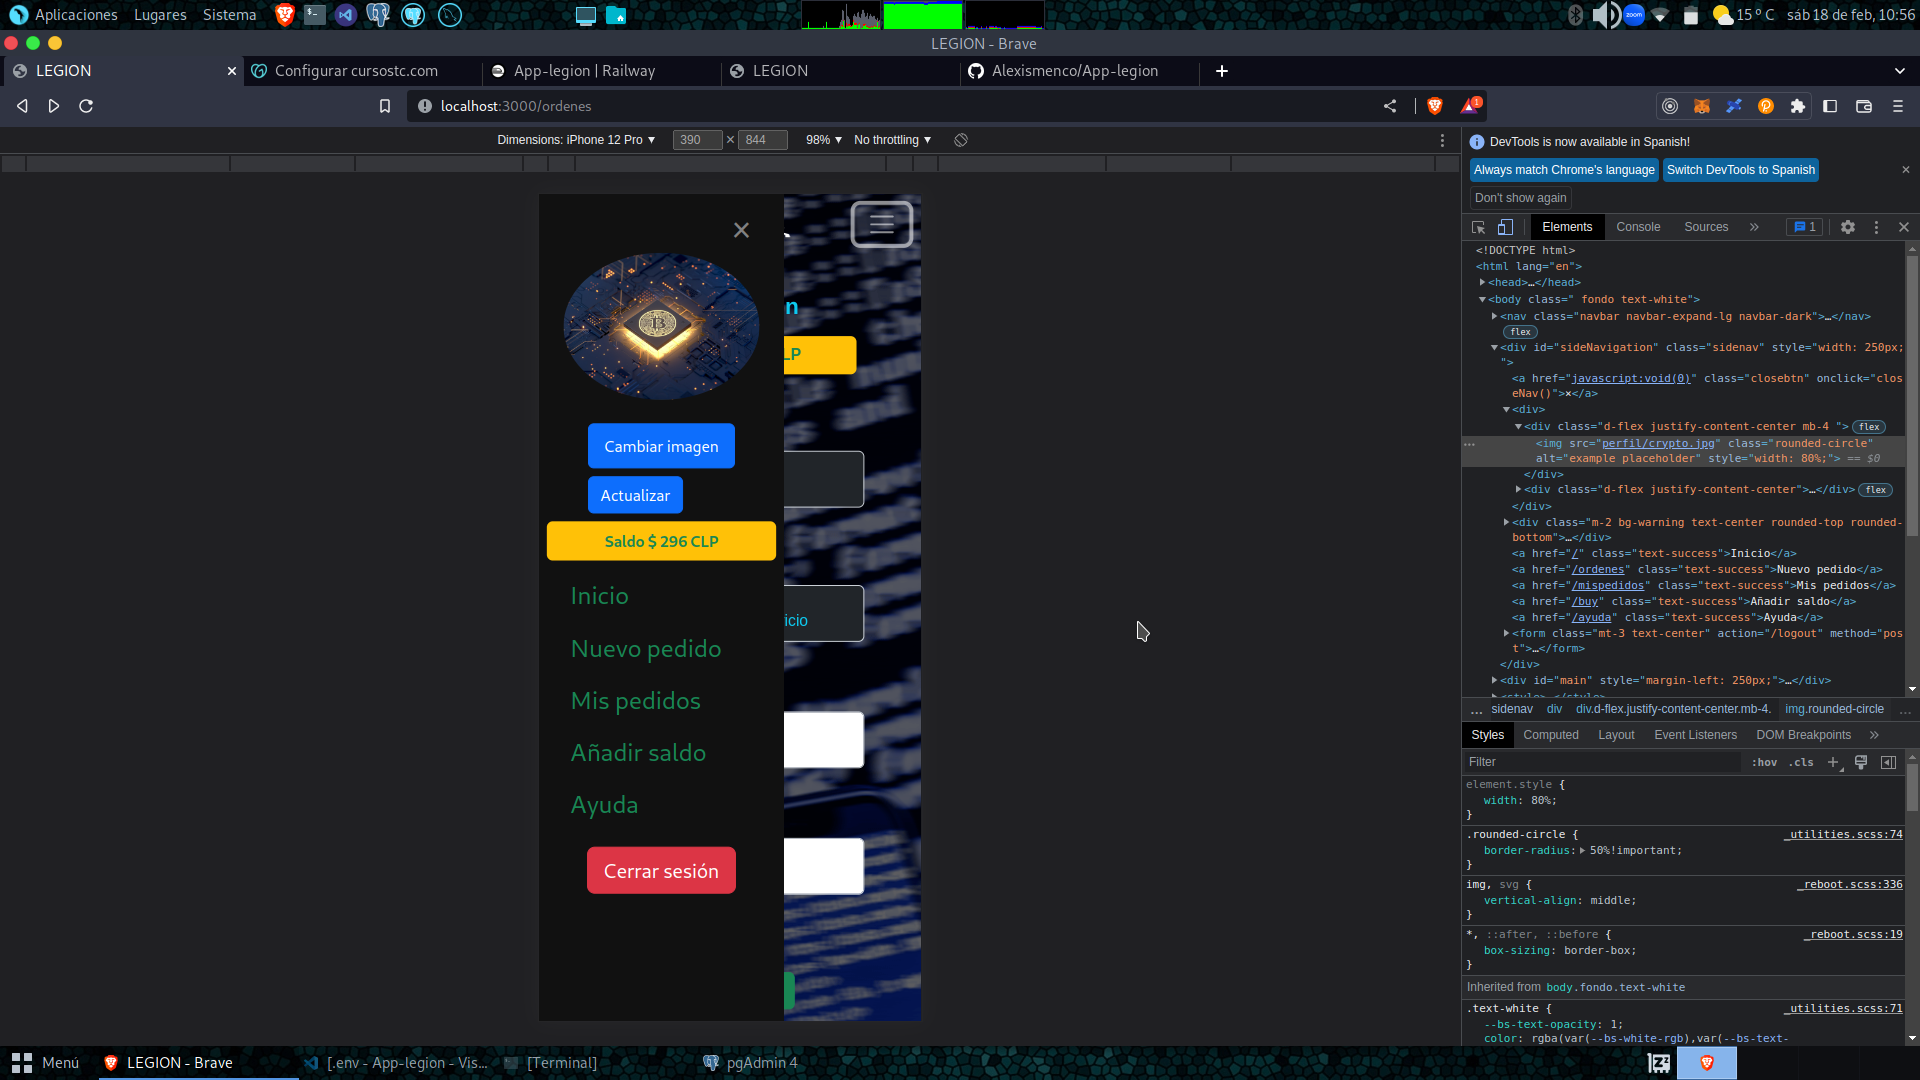 Aplicaciones Lugares Sistema zoom 15 º C sáb 18 de feb, 10:56
LEGION - Brave
LEGION Configurar cursostc.com App-legion | Railway LEGION Alexismenco/App-legion
localhost:3000/ordenes 1
Dimensions: iPhone 12 Pro ▼ 390 × 844 98% ▼ No throttling ▼
DevTools is now available in Spanish!
Always match Chrome's language Switch DevTools to Spanish
Don't show again
Elements Console Sources » 1
×
n
LP
Cambiar imagen
Actualizar
Saldo $ 296 CLP
Inicio
icio
Nuevo pedido
Mis pedidos
Añadir saldo
Ayuda
Cerrar sesión
<!DOCTYPE html>
<html lang="en">
<head>…</head>
<body class=" fondo text-white">
<nav class="navbar navbar-expand-lg navbar-dark">…</nav>
flex
<div id="sideNavigation" class="sidenav" style="width: 250px;
">
<a href="javascript:void(0)" class="closebtn" onclick="clos
eNav()">×</a>
<div>
<div class="d-flex justify-content-center mb-4 "> flex
<img src="perfil/crypto.jpg" class="rounded-circle"
alt="example placeholder" style="width: 80%;"> == $0
</div>
<div class="d-flex justify-content-center">…</div> flex
</div>
<div class="m-2 bg-warning text-center rounded-top rounded-
bottom">…</div>
<a href="/" class="text-success">Inicio</a>
<a href="/ordenes" class="text-success">Nuevo pedido</a>
<a href="/mispedidos" class="text-success">Mis pedidos</a>
<a href="/buy" class="text-success">Añadir saldo</a>
<a href="/ayuda" class="text-success">Ayuda</a>
<form class="mt-3 text-center" action="/logout" method="pos
t">…</form>
</div>
<div id="main" style="margin-left: 250px;">…</div>
… sidenav div div.d-flex.justify-content-center.mb-4. img.rounded-circle …
Styles Computed Layout Event Listeners DOM Breakpoints »
Filter :hov .cls +
element.style {
width: 80%;
}
.rounded-circle { _utilities.scss:74
border-radius: 50%!important;
}
img, svg { _reboot.scss:336
vertical-align: middle;
}
*, ::after, ::before { _reboot.scss:19
box-sizing: border-box;
}
Inherited from body.fondo.text-white
.text-white { _utilities.scss:71
--bs-text-opacity: 1;
color: rgba(var(--bs-white-rgb),var(--bs-text-
Menú LEGION - Brave [.env - App-legion - Vis... [Terminal] pgAdmin 4